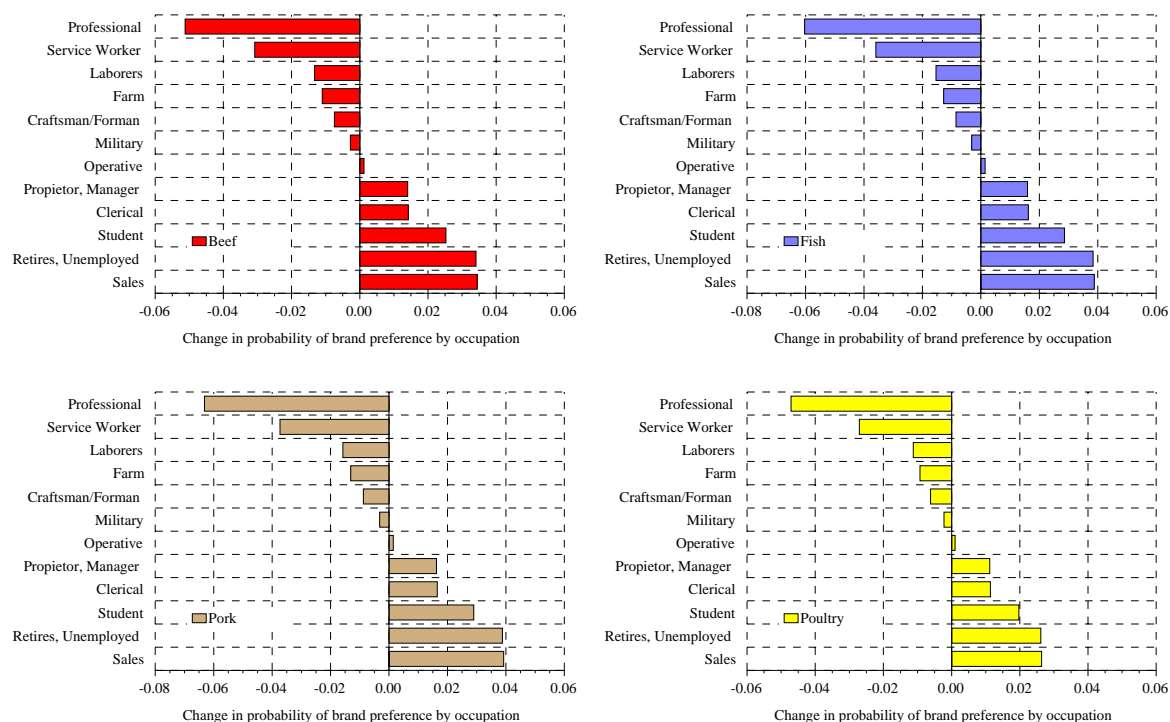 Professional
Service Worker
Laborers
Farm
Craftsman/Forman
Military
Operative
Propietor, Manager
Clerical
Student
Retires, Unemployed
Sales
Beef
-0.06 -0.04 -0.02 0.00 0.02 0.04 0.06
Change in probability of brand preference by occupation
Professional
Service Worker
Laborers
Farm
Craftsman/Forman
Military
Operative
Propietor, Manager
Clerical
Student
Retires, Unemployed
Sales
Fish
-0.08 -0.06 -0.04 -0.02 0.00 0.02 0.04 0.06
Change in probability of brand preference by occupation
Professional
Service Worker
Laborers
Farm
Craftsman/Forman
Military
Operative
Propietor, Manager
Clerical
Student
Retires, Unemployed
Sales
Pork
-0.08 -0.06 -0.04 -0.02 0.00 0.02 0.04 0.06
Change in probability of brand preference by occupation
Professional
Service Worker
Laborers
Farm
Craftsman/Forman
Military
Operative
Propietor, Manager
Clerical
Student
Retires, Unemployed
Sales
Poultry
-0.06 -0.04 -0.02 0.00 0.02 0.04 0.06
Change in probability of brand preference by occupation